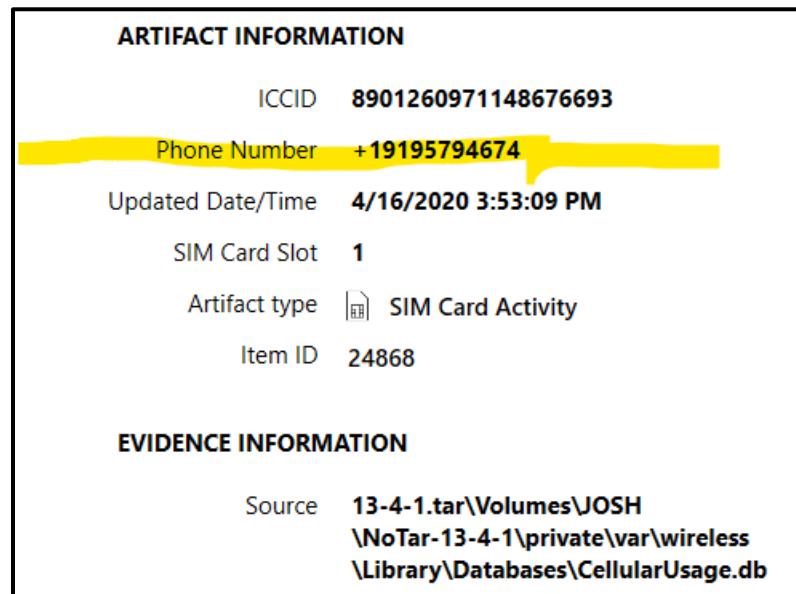 ARTIFACT INFORMATION
ICCID 8901260971148676693
Phone Number +19195794674
Updated Date/Time 4/16/2020 3:53:09 PM
SIM Card Slot 1
Artifact type SIM Card Activity
Item ID 24868
EVIDENCE INFORMATION
Source 13-4-1.tar\Volumes\JOSH
\NoTar-13-4-1\private\var\wireless
\Library\Databases\CellularUsage.db